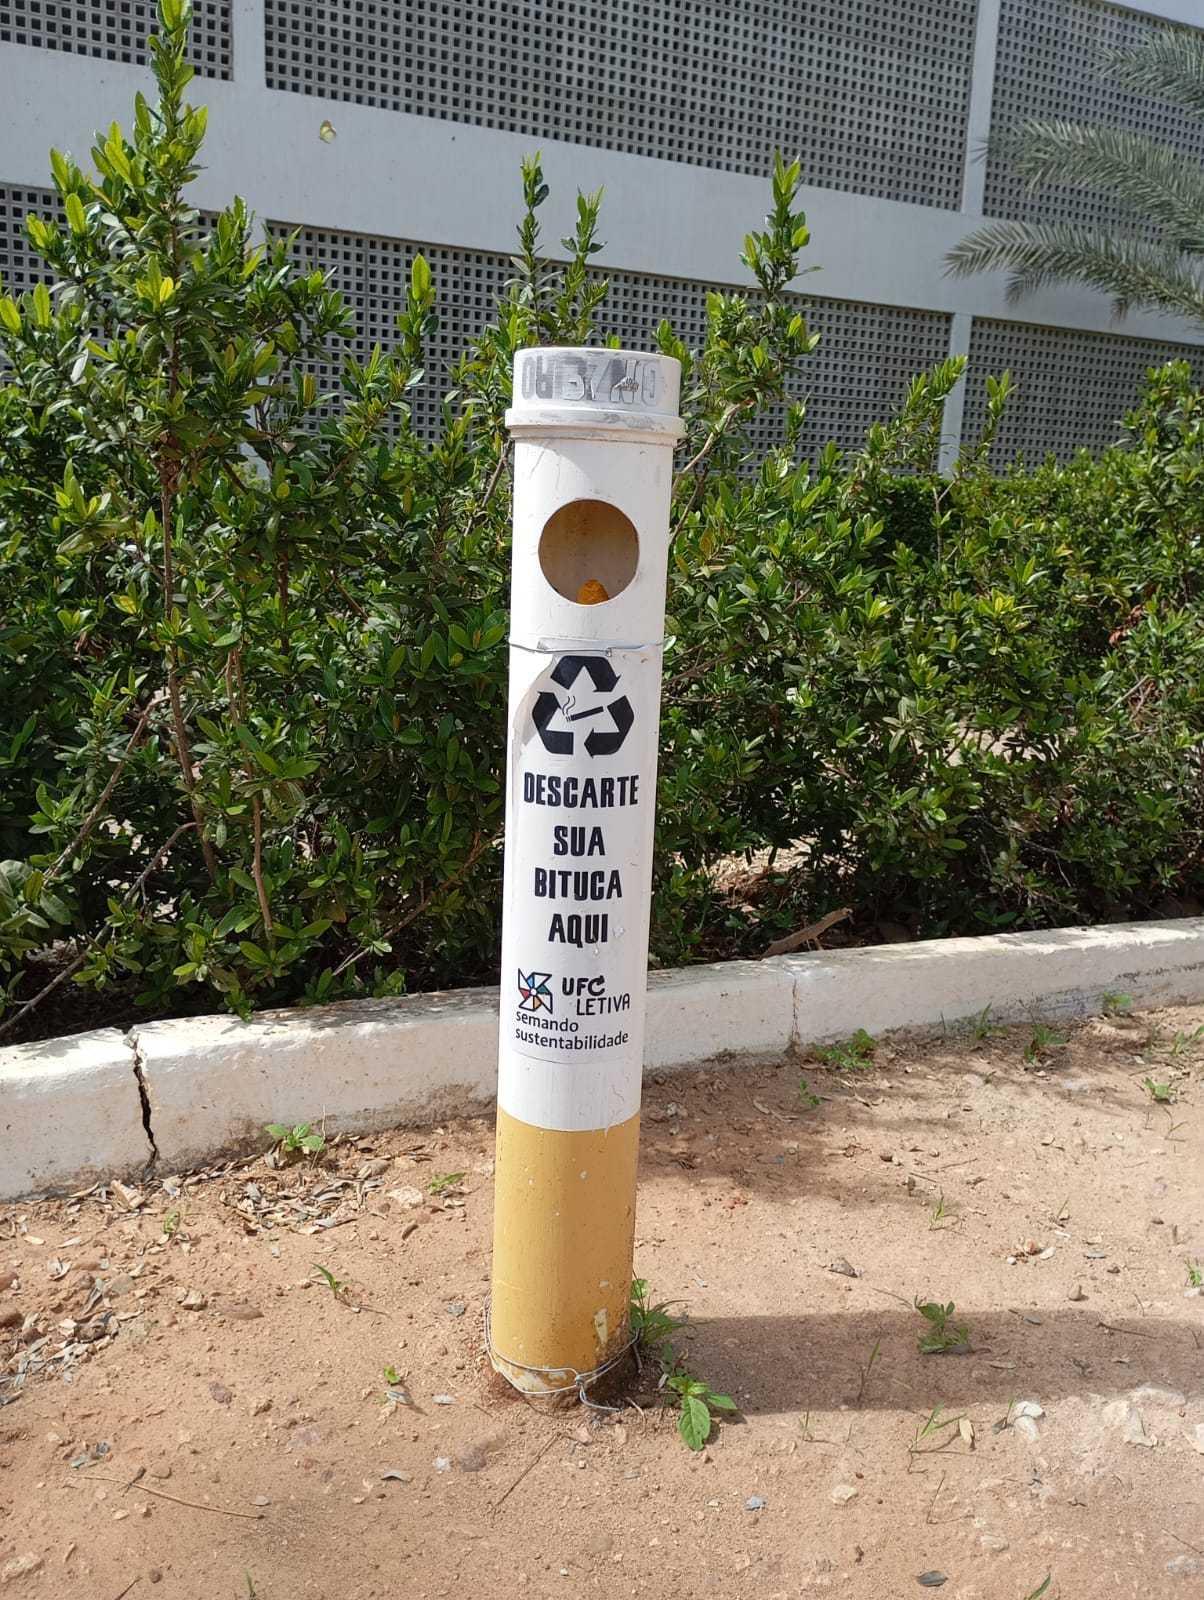 DESCARTE
SUA
BITUCA
AQUI
UFC
LETIVA
semando
sustentabilidade